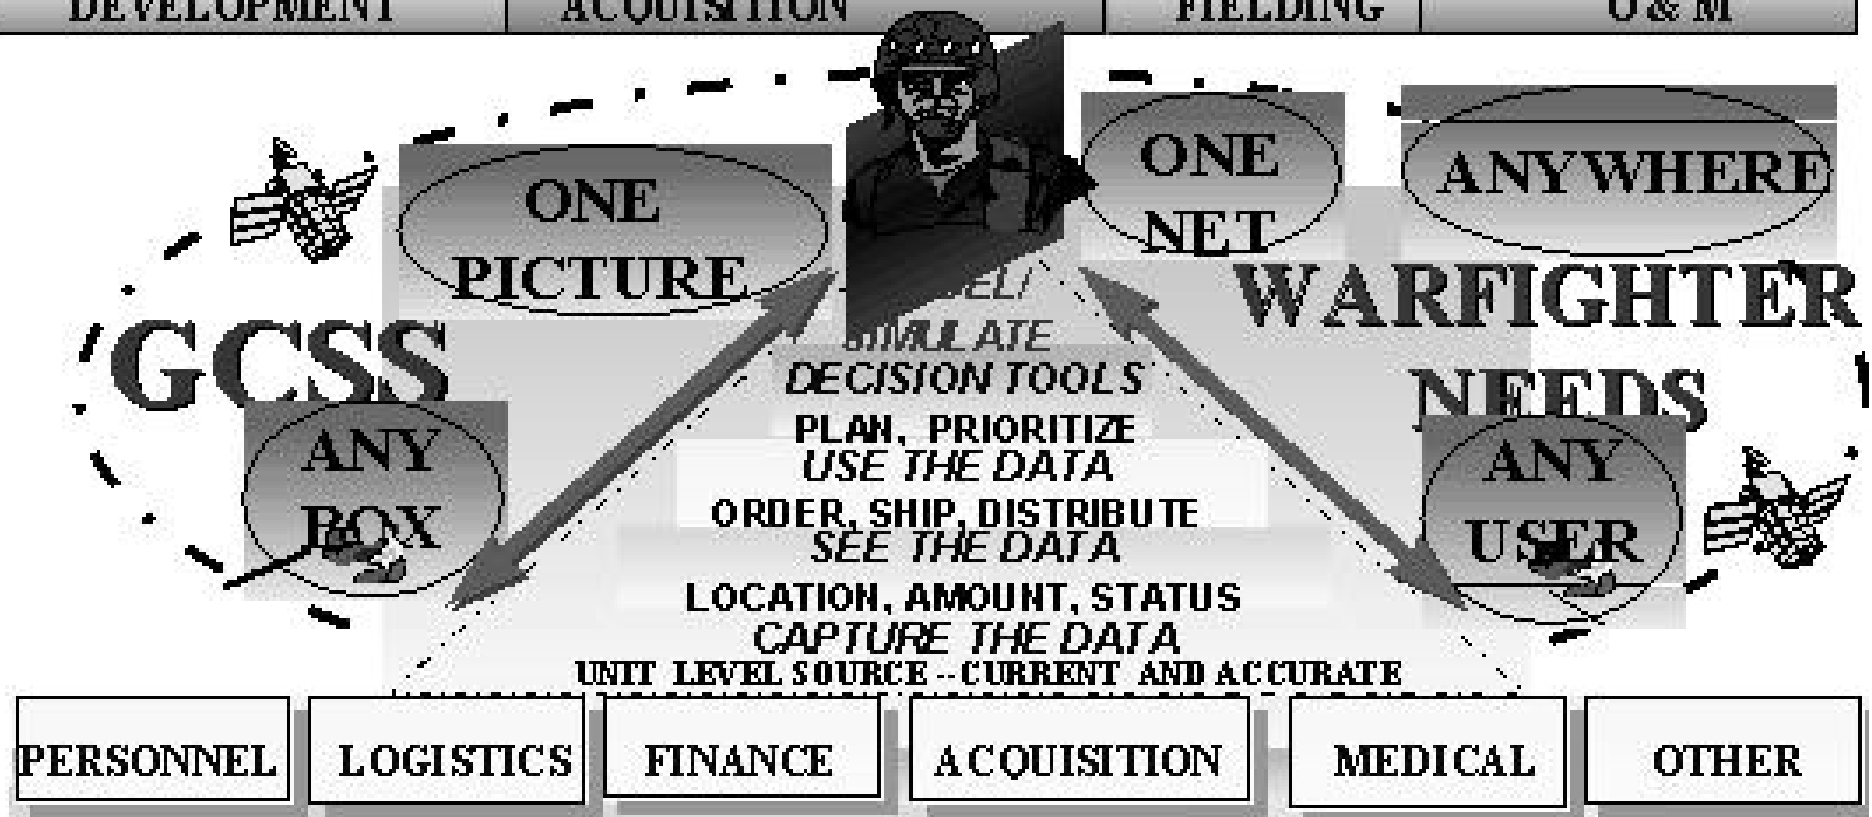 DEVELOPMENT
ACQUISITION
FIELDING
O & M
ONE
PICTURE
ONE
NET
ANYWHERE
'GCSS
WARFIGHTER
NEEDS
ANY
BOX
ANY
USER
SIMULATE
DECISION TOOLS
PLAN, PRIORITIZE
USE THE DATA
ORDER, SHIP, DISTRIBUTE
SEE THE DATA
LOCATION, AMOUNT, STATUS
CAPTURE THE DATA
UNIT LEVEL SOURCE -- CURRENT AND ACCURATE
PERSONNEL
LOGISTICS
FINANCE
ACQUISITION
MEDICAL
OTHER